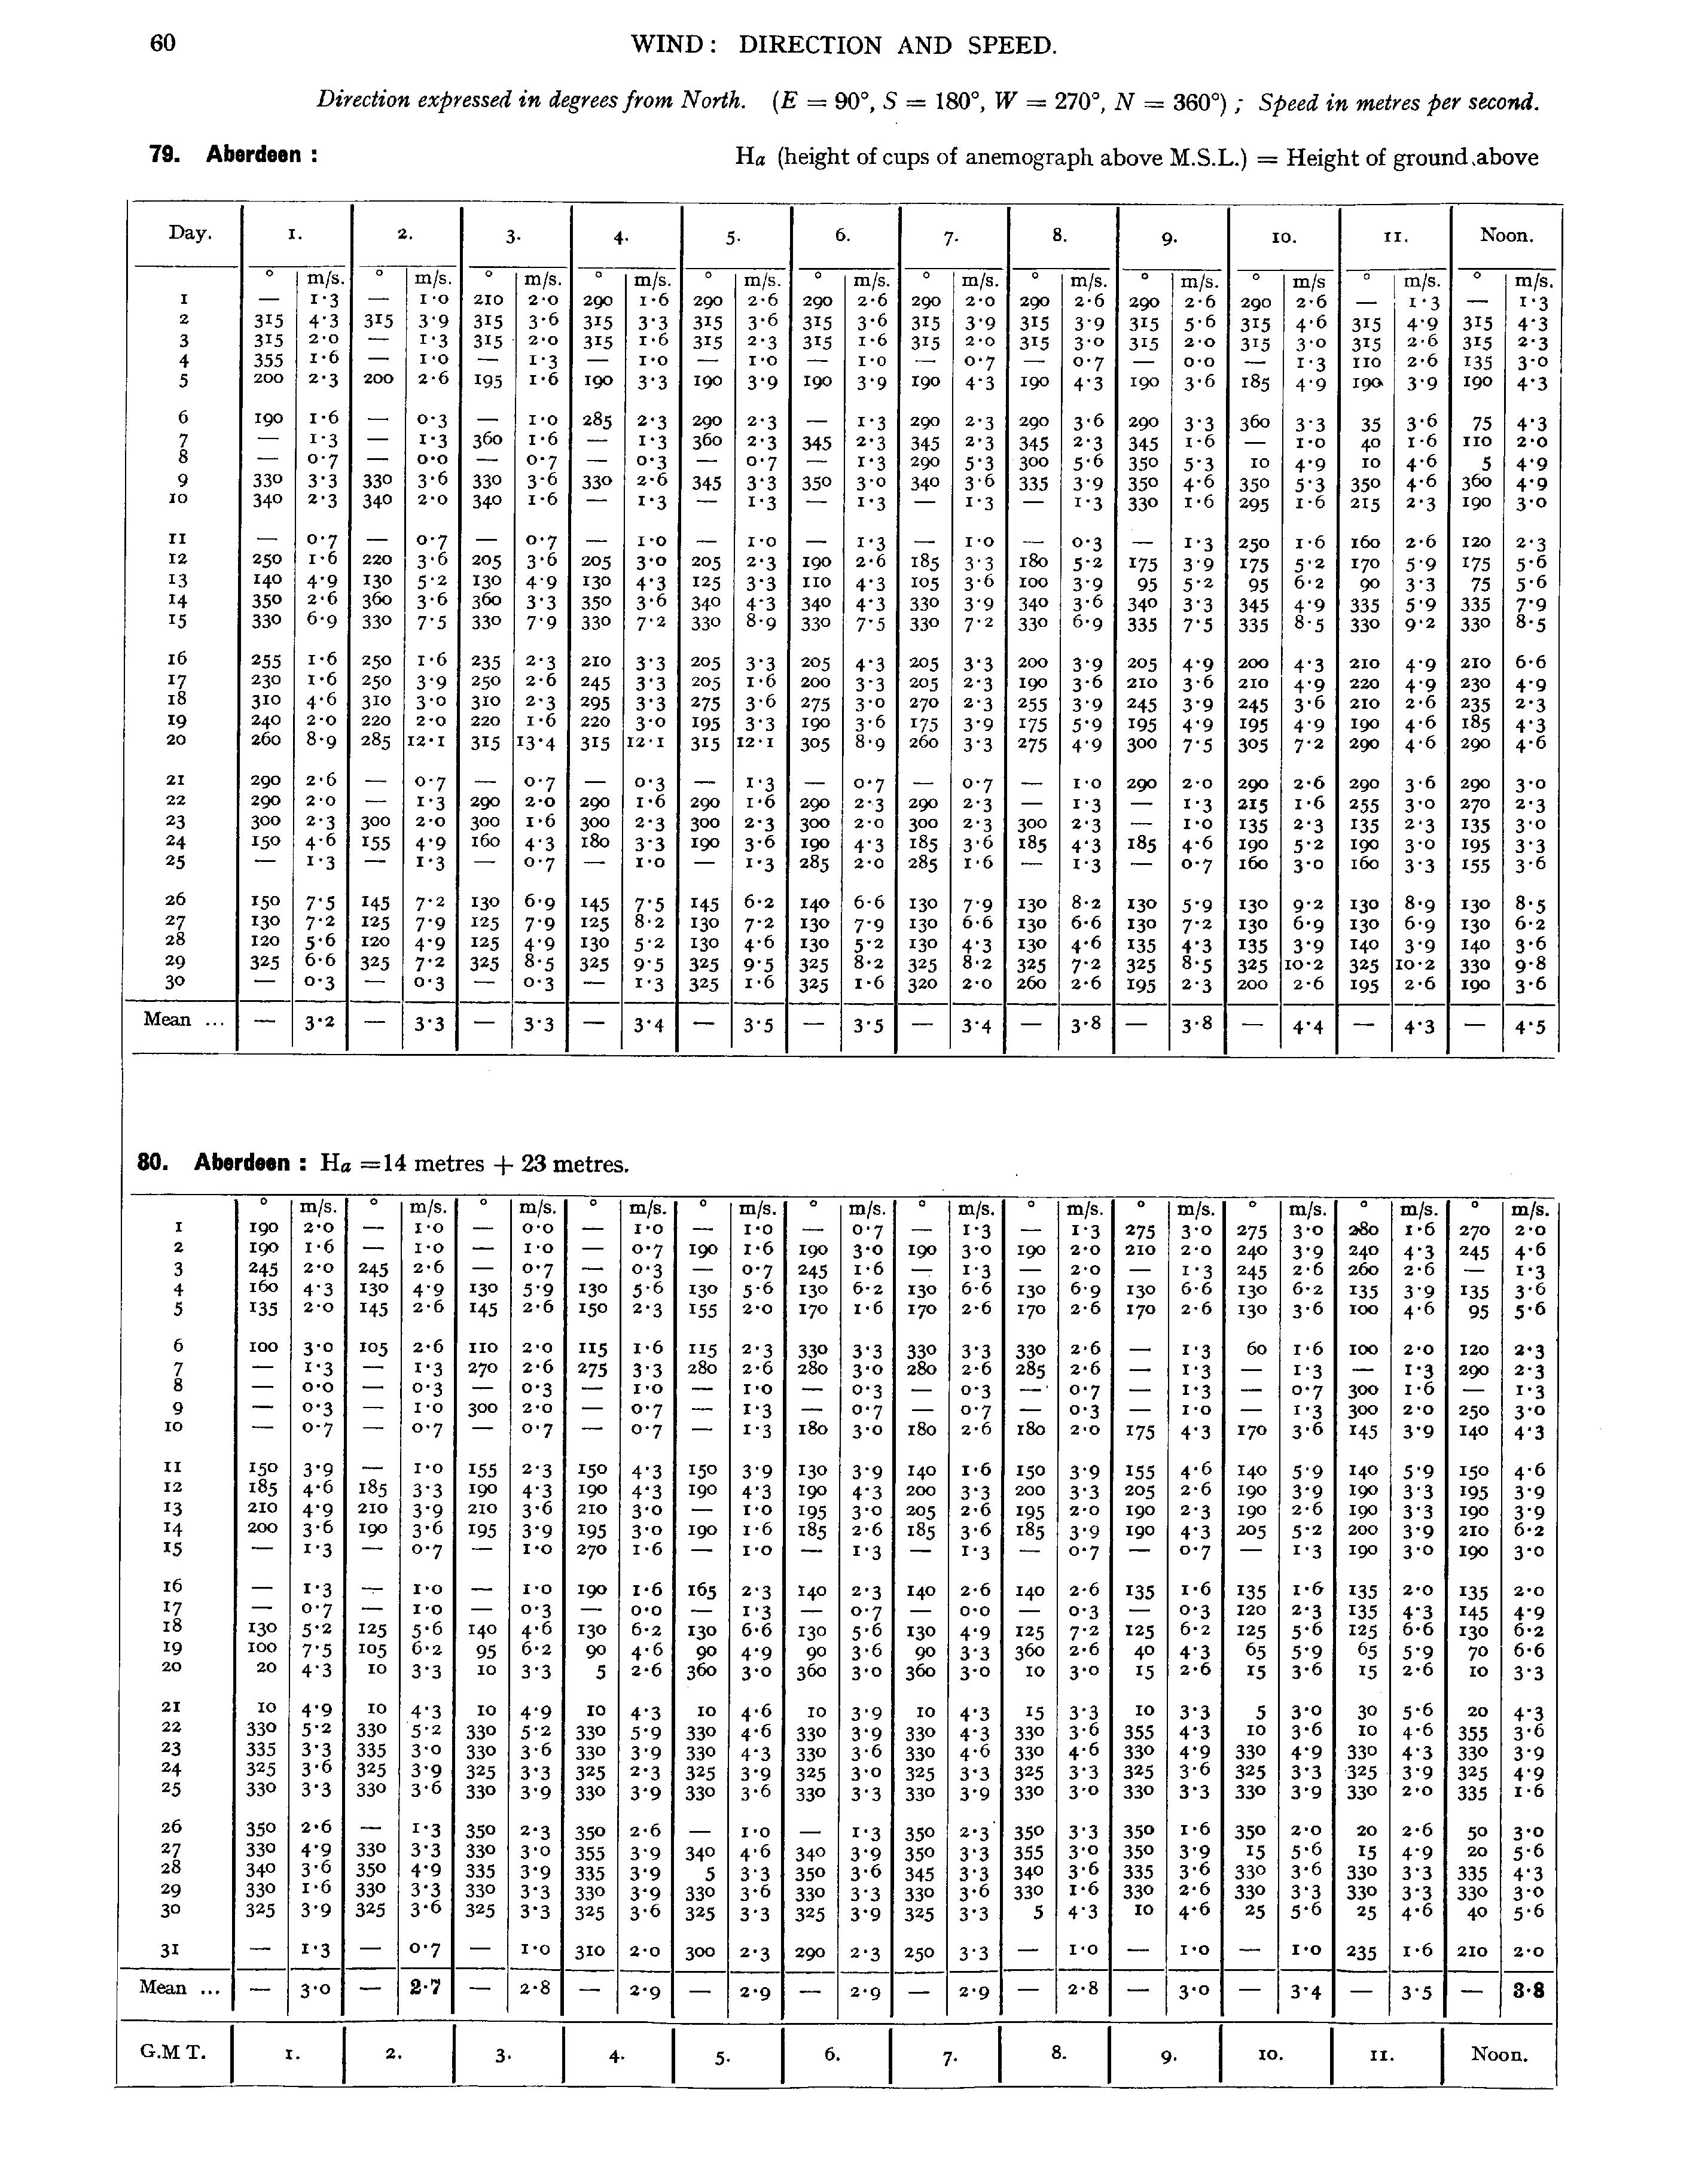 60
WIND: DIRECTION AND SPEED.
Direction expressed in degrees from North. (E = 90°, S = 180°, W = 270°, N = 360°) ; Speed in metres per second.
79. Aberdeen :
Ha (height of cups of anemograph above M.S.L.) = Height of ground above
Day. 1. 2. 3. 4. 5. 6. 7. 8. 9. 10. 11. Noon.
° m/s. ° m/s. ° m/s. ° m/s. ° m/s. ° m/s. ° m/s. ° m/s. ° m/s. ° m/s ° m/s. ° m/s.
1 — 1·3 — 1·0 210 2·0 290 1·6 290 2·6 290 2·6 290 2·0 290 2·6 290 2·6 290 2·6 — 1·3 — 1·3
2 315 4·3 315 3·9 315 3·6 315 3·3 315 3·6 315 3·6 315 3·9 315 3·9 315 5·6 315 4·6 315 4·9 315 4·3
3 315 2·0 — 1·3 315 2·0 315 1·6 315 2·3 315 1·6 315 2·0 315 3·0 315 2·0 315 3·0 315 2·6 315 2·3
4 355 1·6 — 1·0 — 1·3 — 1·0 — 1·0 — 1·0 — 0·7 — 0·7 — 0·0 — 1·3 110 2·6 135 3·0
5 200 2·3 200 2·6 195 1·6 190 3·3 190 3·9 190 3·9 190 4·3 190 4·3 190 3·6 185 4·9 190 3·9 190 4·3
6 190 1·6 — 0·3 — 1·0 285 2·3 290 2·3 — 1·3 290 2·3 290 3·6 290 3·3 360 3·3 35 3·6 75 4·3
7 — 1·3 — 1·3 360 1·6 — 1·3 360 2·3 345 2·3 345 2·3 345 2·3 345 1·6 — 1·0 40 1·6 110 2·0
8 — 0·7 — 0·0 — 0·7 — 0·3 — 0·7 — 1·3 290 5·3 300 5·6 350 5·3 10 4·9 10 4·6 5 4·9
9 330 3·3 330 3·6 330 3·6 330 2·6 345 3·3 350 3·0 340 3·6 335 3·9 350 4·6 350 5·3 350 4·6 360 4·9
10 340 2·3 340 2·0 340 1·6 — 1·3 — 1·3 — 1·3 — 1·3 — 1·3 330 1·6 295 1·6 215 2·3 190 3·0
11 — 0·7 — 0·7 — 0·7 — 1·0 — 1·0 — 1·3 — 1·0 — 0·3 — 1·3 250 1·6 160 2·6 120 2·3
12 250 1·6 220 3·6 205 3·6 205 3·0 205 2·3 190 2·6 185 3·3 180 5·2 175 3·9 175 5·2 170 5·9 175 5·6
13 140 4·9 130 5·2 130 4·9 130 4·3 125 3·3 110 4·3 105 3·6 100 3·9 95 5·2 95 6·2 90 3·3 75 5·6
14 350 2·6 360 3·6 360 3·3 350 3·6 340 4·3 340 4·3 330 3·9 340 3·6 340 3·3 345 4·9 335 5·9 335 7·9
15 330 6·9 330 7·5 330 7·9 330 7·2 330 8·9 330 7·5 330 7·2 330 6·9 335 7·5 335 8·5 330 9·2 330 8·5
16 255 1·6 250 1·6 235 2·3 210 3·3 205 3·3 205 4·3 205 3·3 200 3·9 205 4·9 200 4·3 210 4·9 210 6·6
17 230 1·6 250 3·9 250 2·6 245 3·3 205 1·6 200 3·3 205 2·3 190 3·6 210 3·6 210 4·9 220 4·9 230 4·9
18 310 4·6 310 3·0 310 2·3 295 3·3 275 3·6 275 3·0 270 2·3 255 3·9 245 3·9 245 3·6 210 2·6 235 2·3
19 240 2·0 220 2·0 220 1·6 220 3·0 195 3·3 190 3·6 175 3·9 175 5·9 195 4·9 195 4·9 190 4·6 185 4·3
20 260 8·9 285 12·1 315 13·4 315 12·1 315 12·1 305 8·9 260 3·3 275 4·9 300 7·5 305 7·2 290 4·6 290 4·6
21 290 2·6 — 0·7 — 0·7 — 0·3 — 1·3 — 0·7 — 0·7 — 1·0 290 2·0 290 2·6 290 3·6 290 3·0
22 290 2·0 — 1·3 290 2·0 290 1·6 290 1·6 290 2·3 290 2·3 — 1·3 — 1·3 215 1·6 255 3·0 270 2·3
23 300 2·3 300 2·0 300 1·6 300 2·3 300 2·3 300 2·0 300 2·3 300 2·3 — 1·0 135 2·3 135 2·3 135 3·0
24 150 4·6 155 4·9 160 4·3 180 3·3 190 3·6 190 4·3 185 3·6 185 4·3 185 4·6 190 5·2 190 3·0 195 3·3
25 — 1·3 — 1·3 — 0·7 — 1·0 — 1·3 285 2·0 285 1·6 — 1·3 — 0·7 160 3·0 160 3·3 155 3·6
26 150 7·5 145 7·2 130 6·9 145 7·5 145 6·2 140 6·6 130 7·9 130 8·2 130 5·9 130 9·2 130 8·9 130 8·5
27 130 7·2 125 7·9 125 7·9 125 8·2 130 7·2 130 7·9 130 6·6 130 6·6 130 7·2 130 6·9 130 6·9 130 6·2
28 120 5·6 120 4·9 125 4·9 130 5·2 130 4·6 130 5·2 130 4·3 130 4·6 135 4·3 135 3·9 140 3·9 140 3·6
29 325 6·6 325 7·2 325 8·5 325 9·5 325 9·5 325 8·2 325 8·2 325 7·2 325 8·5 325 10·2 325 10·2 330 9·8
30 — 0·3 — 0·3 — 0·3 — 1·3 325 1·6 325 1·6 320 2·0 260 2·6 195 2·3 200 2·6 195 2·6 190 3·6
Mean ... — 3·2 — 3·3 — 3·3 — 3·4 — 3·5 — 3·5 — 3·4 — 3·8 — 3·8 — 4·4 — 4·3 — 4·5
80. Aberdeen : Ha =14 metres + 23 metres.
° m/s. ° m/s. ° m/s. ° m/s. ° m/s. ° m/s. ° m/s. ° m/s. ° m/s. ° m/s. ° m/s. ° m/s.
1 190 2·0 — 1·0 — 0·0 — 1·0 — 1·0 — 0·7 — 1·3 — 1·3 275 3·0 275 3·0 280 1·6 270 2·0
2 190 1·6 — 1·0 — 1·0 — 0·7 190 1·6 190 3·0 190 3·0 190 2·0 210 2·0 240 3·9 240 4·3 245 4·6
3 245 2·0 245 2·6 — 0·7 — 0·3 — 0·7 245 1·6 — 1·3 — 2·0 — 1·3 245 2·6 260 2·6 — 1·3
4 160 4·3 130 4·9 130 5·9 130 5·6 130 5·6 130 6·2 130 6·6 130 6·9 130 6·6 130 6·2 135 3·9 135 3·6
5 135 2·0 145 2·6 145 2·6 150 2·3 155 2·0 170 1·6 170 2·6 170 2·6 170 2·6 130 3·6 100 4·6 95 5·6
6 100 3·0 105 2·6 110 2·0 115 1·6 115 2·3 330 3·3 330 3·3 330 2·6 — 1·3 60 1·6 100 2·0 120 2·3
7 — 1·3 — 1·3 270 2·6 275 3·3 280 2·6 280 3·0 280 2·6 285 2·6 — 1·3 — 1·3 — 1·3 290 2·3
8 — 0·0 — 0·3 — 0·3 — 1·0 — 1·0 — 0·3 — 0·3 — 0·7 — 1·3 — 0·7 300 1·6 — 1·3
9 — 0·3 — 1·0 300 2·0 — 0·7 — 1·3 — 0·7 — 0·7 — 0·3 — 1·0 — 1·3 300 2·0 250 3·0
10 — 0·7 — 0·7 — 0·7 — 0·7 — 1·3 180 3·0 180 2·6 180 2·0 175 4·3 170 3·6 145 3·9 140 4·3
11 150 3·9 — 1·0 155 2·3 150 4·3 150 3·9 130 3·9 140 1·6 150 3·9 155 4·6 140 5·9 140 5·9 150 4·6
12 185 4·6 185 3·3 190 4·3 190 4·3 190 4·3 190 4·3 200 3·3 200 3·3 205 2·6 190 3·9 190 3·3 195 3·9
13 210 4·9 210 3·9 210 3·6 210 3·0 — 1·0 195 3·0 205 2·6 195 2·0 190 2·3 190 2·6 190 3·3 190 3·9
14 200 3·6 190 3·6 195 3·9 195 3·0 190 1·6 185 2·6 185 3·6 185 3·9 190 4·3 205 5·2 200 3·9 210 6·2
15 — 1·3 — 0·7 — 1·0 270 1·6 — 1·0 — 1·3 — 1·3 — 0·7 — 0·7 — 1·3 190 3·0 190 3·0
16 — 1·3 — 1·0 — 1·0 190 1·6 165 2·3 140 2·3 140 2·6 140 2·6 135 1·6 135 1·6 135 2·0 135 2·0
17 — 0·7 — 1·0 — 0·3 — 0·0 — 1·3 — 0·7 — 0·0 — 0·3 — 0·3 120 2·3 135 4·3 145 4·9
18 130 5·2 125 5·6 140 4·6 130 6·2 130 6·6 130 5·6 130 4·9 125 7·2 125 6·2 125 5·6 125 6·6 130 6·2
19 100 7·5 105 6·2 95 6·2 90 4·6 90 4·9 90 3·6 90 3·3 360 2·6 40 4·3 65 5·9 65 5·9 70 6·6
20 20 4·3 10 3·3 10 3·3 5 2·6 360 3·0 360 3·0 360 3·0 10 3·0 15 2·6 15 3·6 15 2·6 10 3·3
21 10 4·9 10 4·3 10 4·9 10 4·3 10 4·6 10 3·9 10 4·3 15 3·3 10 3·3 5 3·0 30 5·6 20 4·3
22 330 5·2 330 5·2 330 5·2 330 5·9 330 4·6 330 3·9 330 4·3 330 3·6 355 4·3 10 3·6 10 4·6 355 3·6
23 335 3·3 335 3·0 330 3·6 330 3·9 330 4·3 330 3·6 330 4·6 330 4·6 330 4·9 330 4·9 330 4·3 330 3·9
24 325 3·6 325 3·9 325 3·3 325 2·3 325 3·9 325 3·0 325 3·3 325 3·3 325 3·6 325 3·3 325 3·9 325 4·9
25 330 3·3 330 3·6 330 3·9 330 3·9 330 3·6 330 3·3 330 3·9 330 3·0 330 3·3 330 3·9 330 2·0 335 1·6
26 350 2·6 — 1·3 350 2·3 350 2·6 — 1·0 — 1·3 350 2·3 350 3·3 350 1·6 350 2·0 20 2·6 50 3·0
27 330 4·9 330 3·3 330 3·0 355 3·9 340 4·6 340 3·9 350 3·3 355 3·0 350 3·9 15 5·6 15 4·9 20 5·6
28 340 3·6 350 4·9 335 3·9 335 3·9 5 3·3 350 3·6 345 3·3 340 3·6 335 3·6 330 3·6 330 3·3 335 4·3
29 330 1·6 330 3·3 330 3·3 330 3·9 330 3·6 330 3·3 330 3·6 330 1·6 330 2·6 330 3·3 330 3·3 330 3·0
30 325 3·9 325 3·6 325 3·3 325 3·6 325 3·3 325 3·9 325 3·3 5 4·3 10 4·6 25 5·6 25 4·6 40 5·6
31 — 1·3 — 0·7 — 1·0 310 2·0 300 2·3 290 2·3 250 3·3 — 1·0 — 1·0 — 1·0 235 1·6 210 2·0
Mean ... — 3·0 — 2·7 — 2·8 — 2·9 — 2·9 — 2·9 — 2·9 — 2·8 — 3·0 — 3·4 — 3·5 — 3·8
G.M T. 1. 2. 3. 4. 5. 6. 7. 8. 9. 10. 11. Noon.